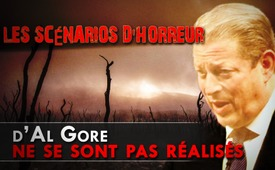 LES SCÉNARIOS D'HORREUR
D'AL GORE
NE SE SONT PAS RÉALISÉS